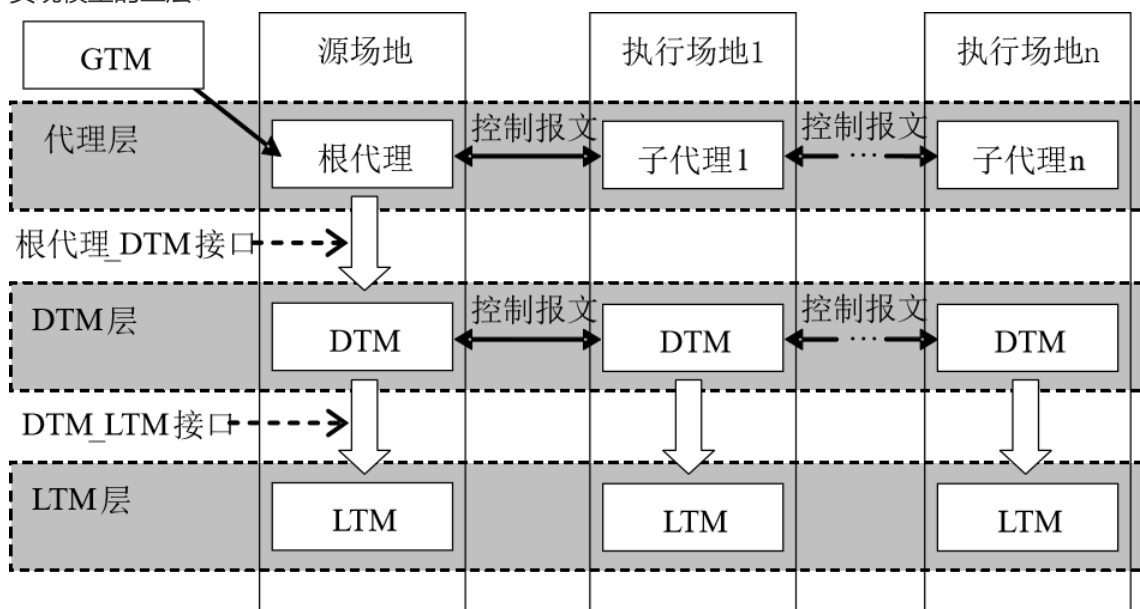 GTM
源场地
执行场地1
执行场地n
代理层
根代理
控制报文
子代理1
控制报文
...
子代理n
根代理_DTM接口
DTM层
DTM
控制报文
DTM
控制报文
...
DTM
DTM_LTM接口
LTM层
LTM
LTM
LTM